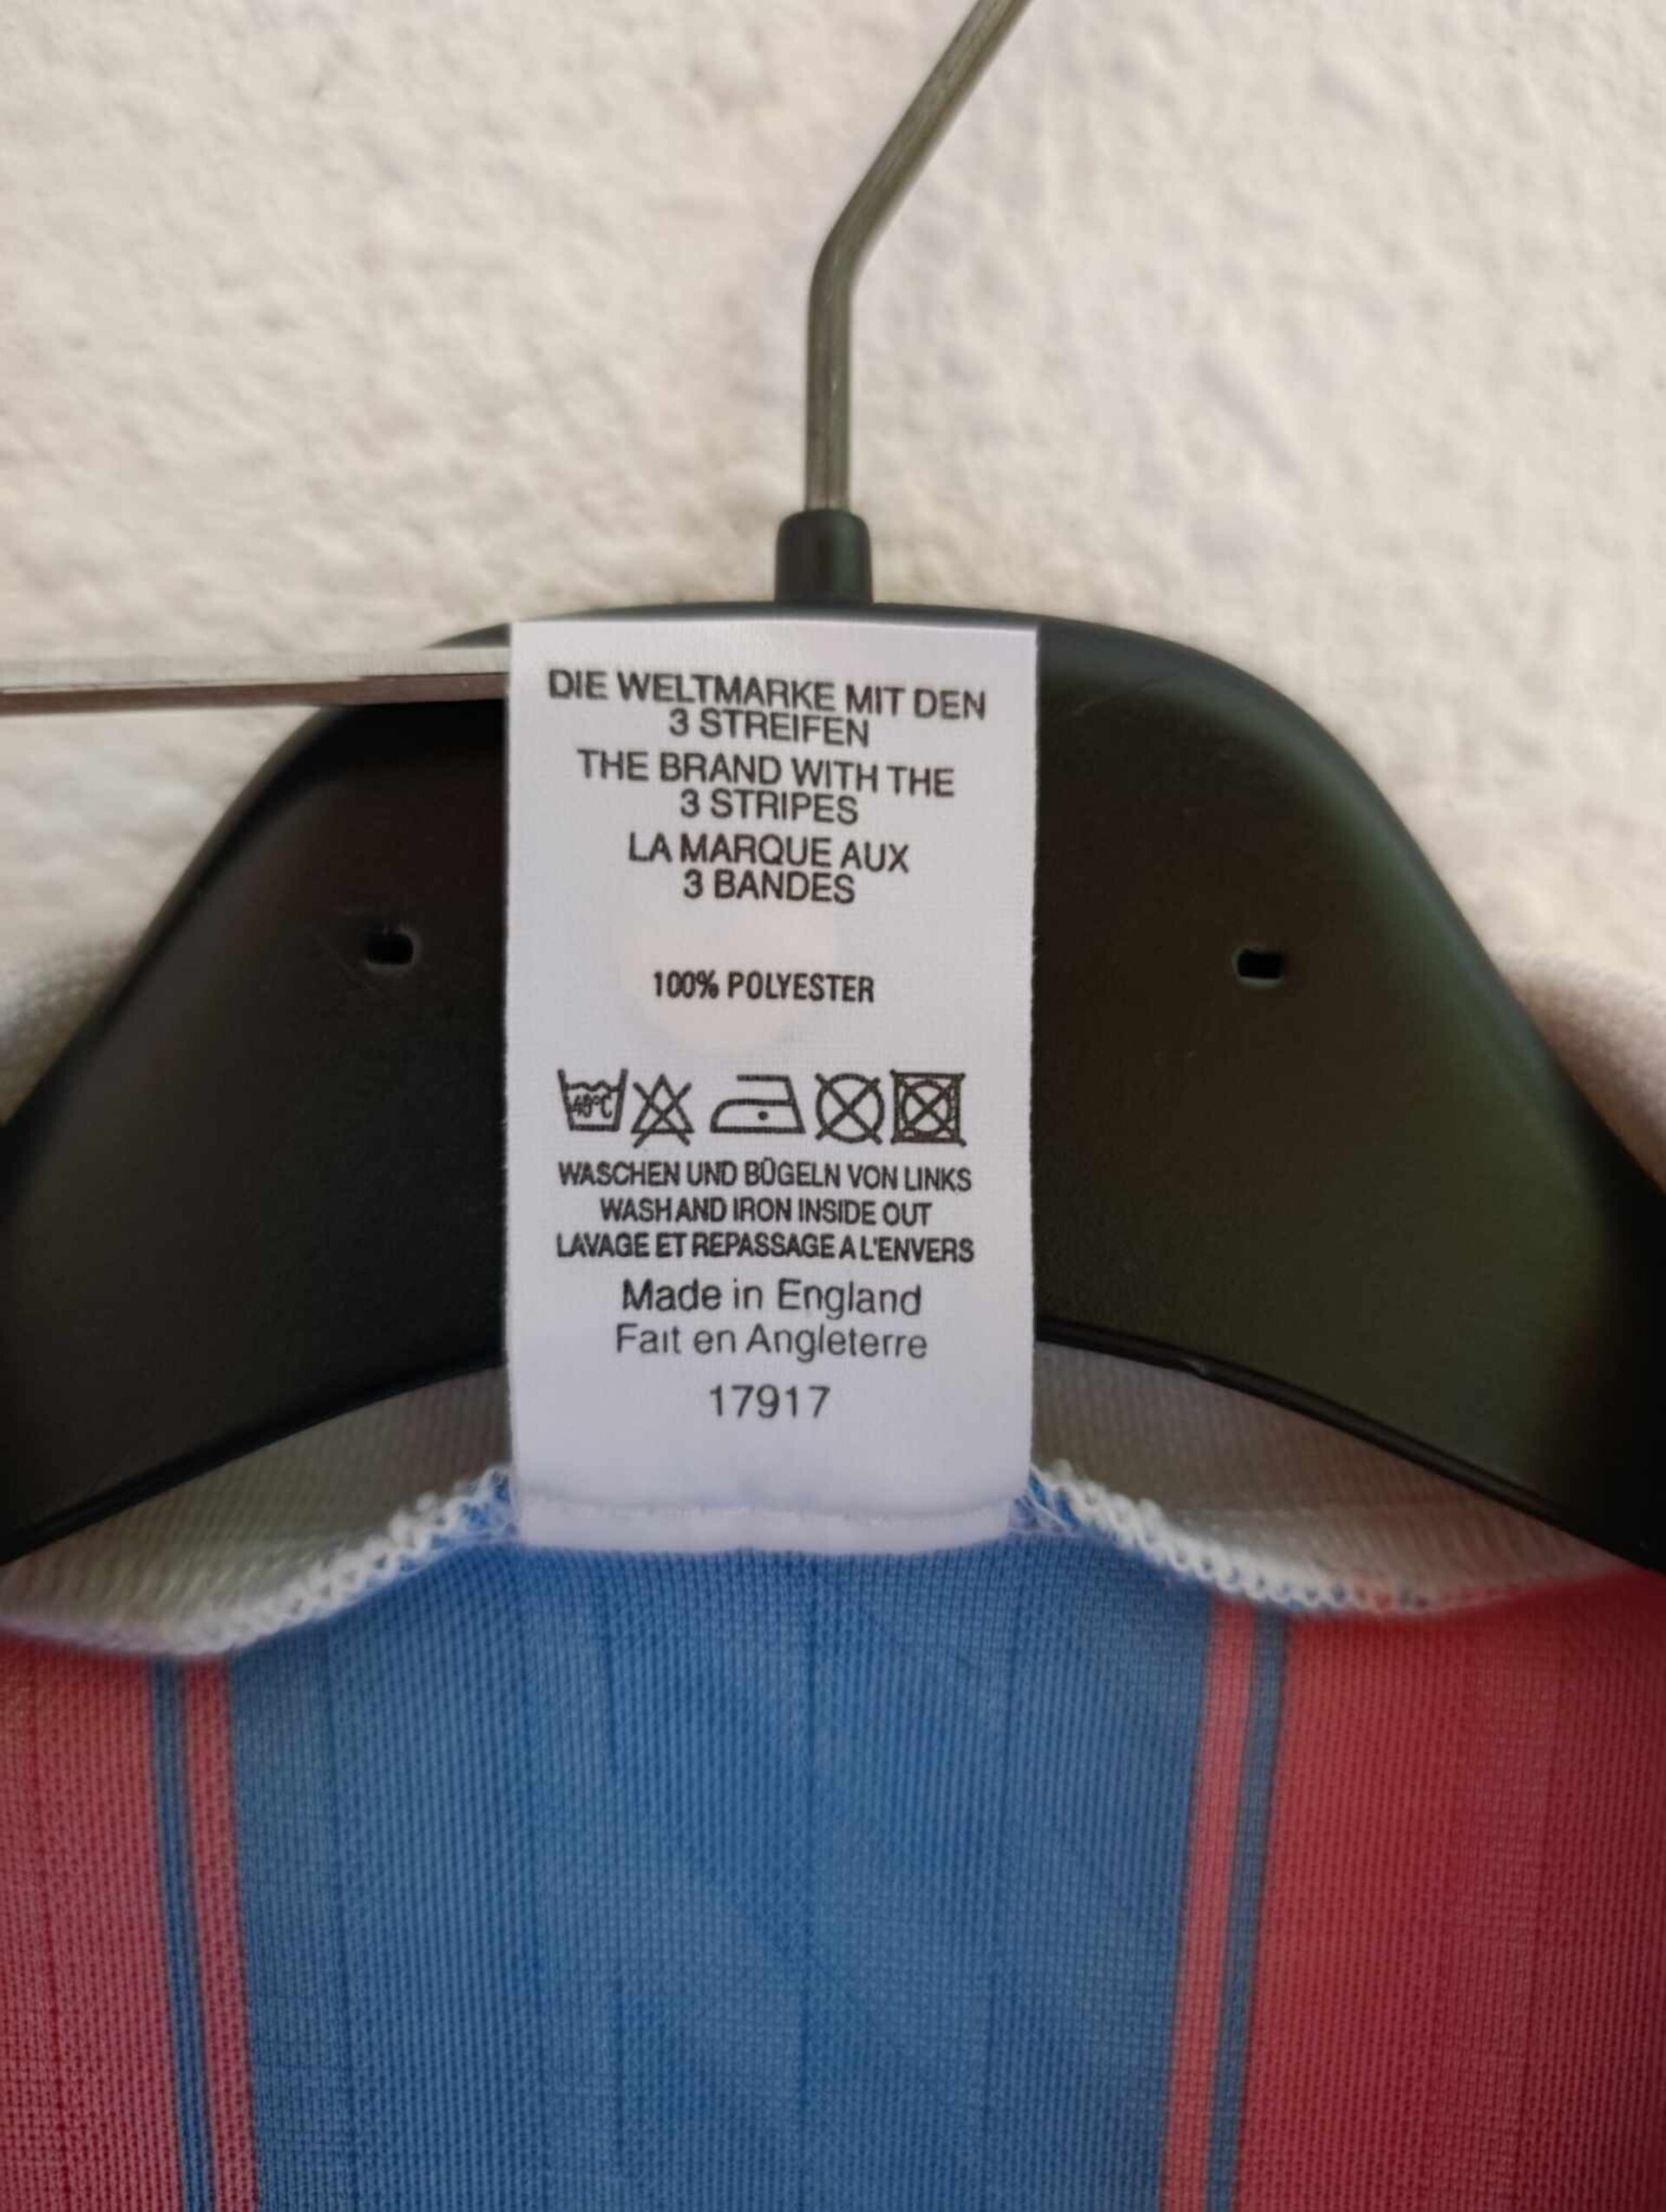 DIE WELTMARKE MIT DEN
3 STREIFEN
THE BRAND WITH THE
3 STRIPES
LA MARQUE AUX
3 BANDES
100% POLYESTER
40°C
WASCHEN UND BÜGELN VON LINKS
WASH AND IRON INSIDE OUT
LAVAGE ET REPASSAGE A L'ENVERS
Made in England
Fait en Angleterre
17917